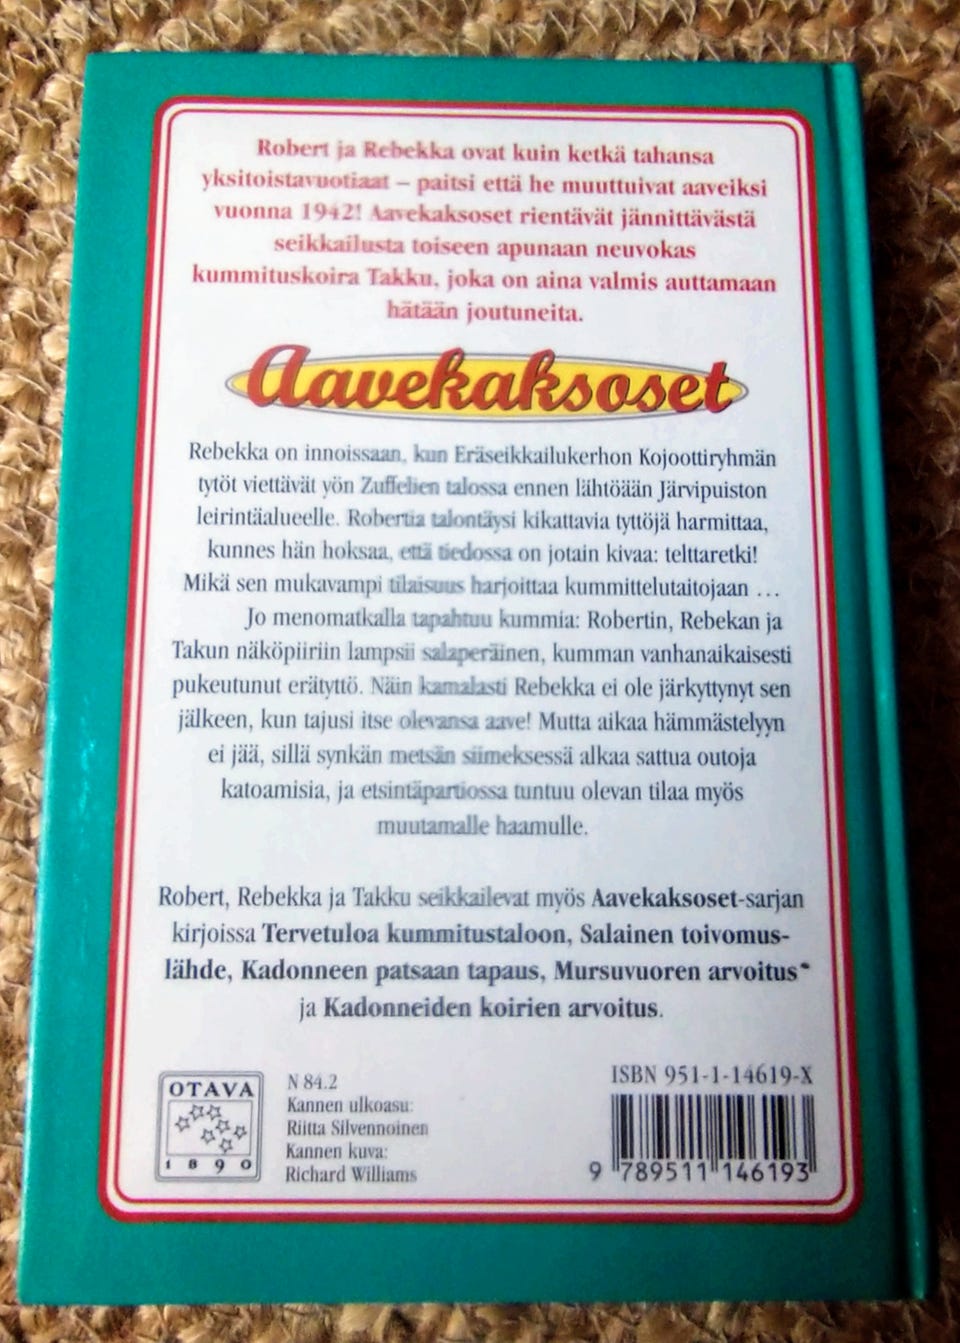 Robert ja Rebekka ovat kuin ketkä tahansa
yksitoistavuotiaat – paitsi että he muuttuivat aaveiksi
vuonna 1942! Aavekaksoset rientävät jännittävästä
seikkailusta toiseen apunaan neuvokas
kummituskoira Takku, joka on aina valmis auttamaan
hätään joutuneita.
Aavekaksoset
Rebekka on innoissaan, kun Eräseikkailukerhon Kojoottiryhmän
tytöt viettävät yön Zuffelien talossa ennen lähtöään Järvipuiston
leirintäalueelle. Robertia talontäysi kikattavia tyttöjä harmittaa,
kunnes hän hoksaa, että tiedossa on jotain kivaa: telttaretki!
Mikä sen mukavampi tilaisuus harjoittaa kummittelutaitojaan ...
Jo menomatkalla tapahtuu kummia: Robertin, Rebekan ja
Takun näköpiiriin lampsii salaperäinen, kumman vanhanaikaisesti
pukeutunut erätyttö. Näin kamalasti Rebekka ei ole järkyttynyt sen
jälkeen, kun tajusi itse olevansa aave! Mutta aikaa hämmästelyyn
ei jää, sillä synkän metsän siimeksessä alkaa sattua outoja
katoamisia, ja etsintäpartiossa tuntuu olevan tilaa myös
muutamalle haamulle.
Robert, Rebekka ja Takku seikkailevat myös Aavekaksoset-sarjan
kirjoissa Tervetuloa kummitustaloon, Salainen toivomus-
lähde, Kadonneen patsaan tapaus, Mursuvuoren arvoitus
ja Kadonneiden koirien arvoitus.
OTAVA
1890
N 84.2
Kannen ulkoasu:
Riitta Silvennoinen
Kannen kuva:
Richard Williams
ISBN 951-1-14619-X
9 789511 146193